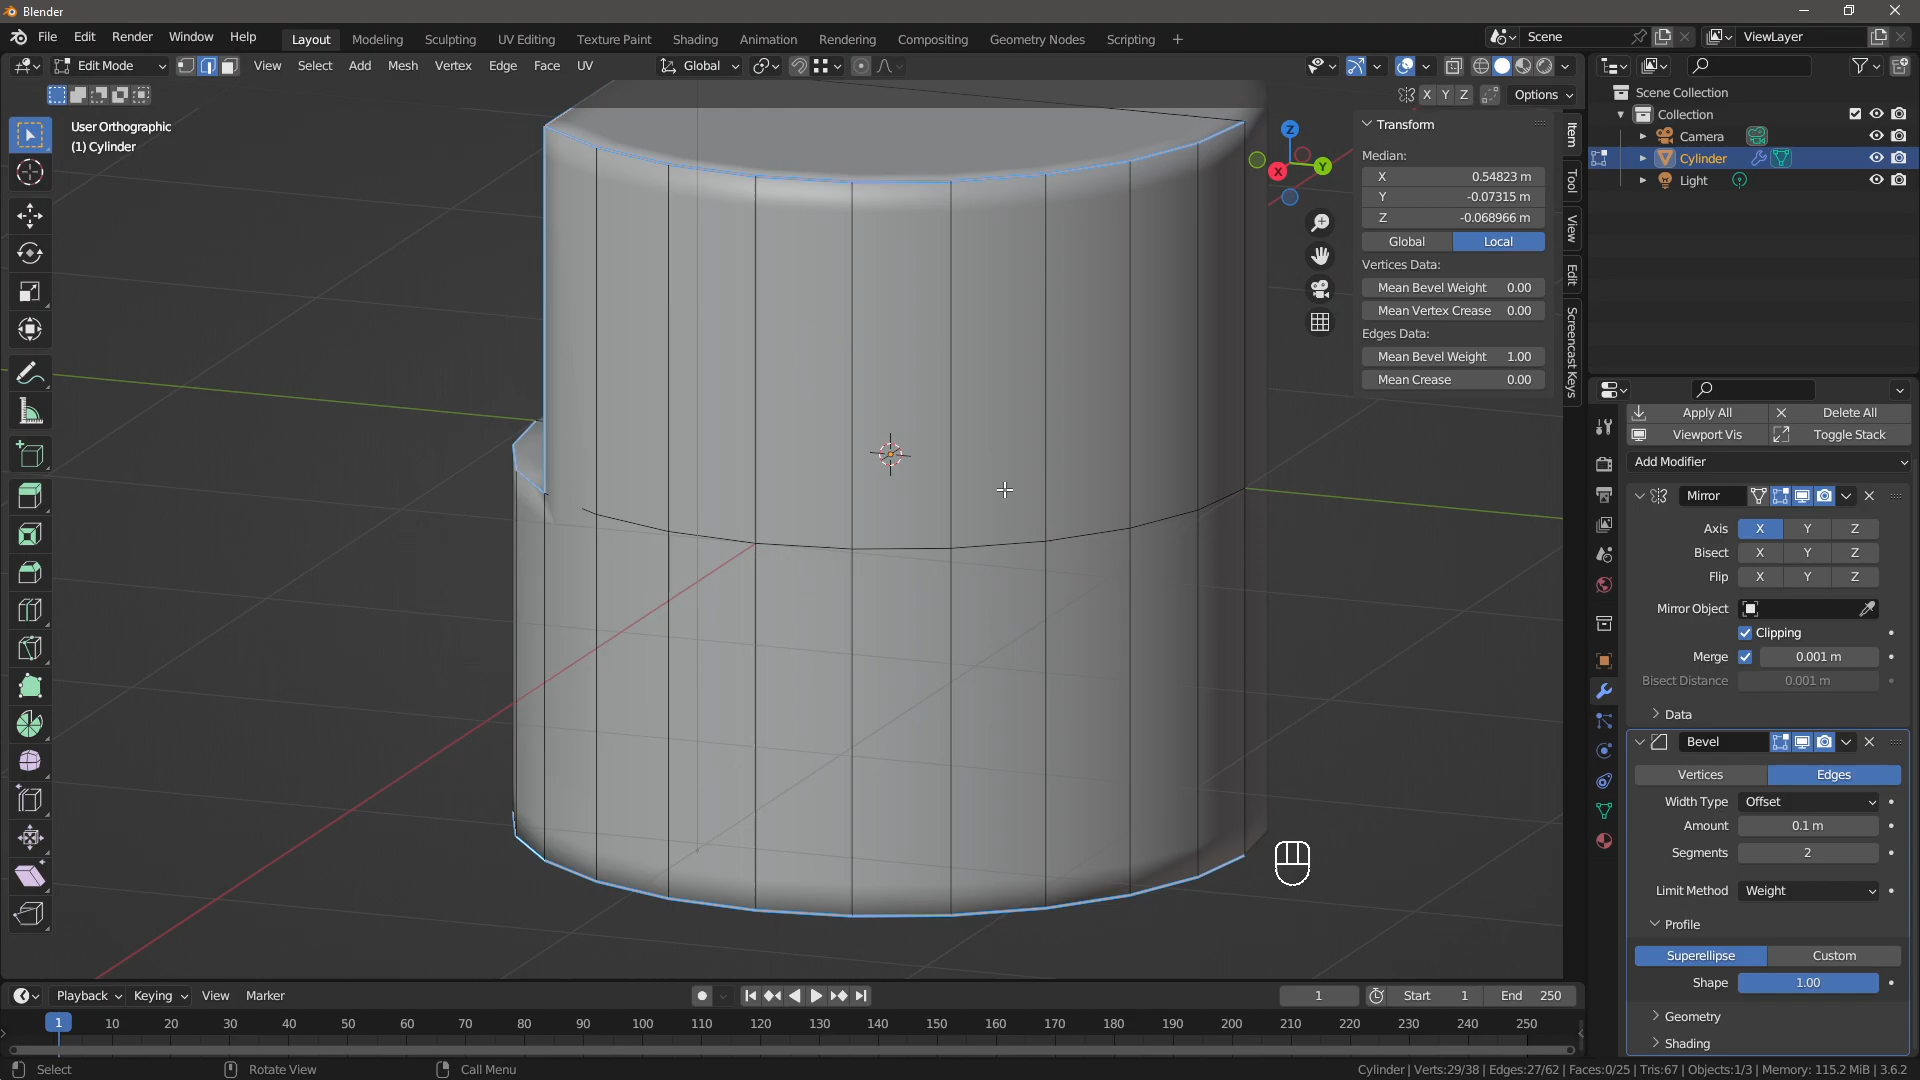 Blender
File Edit Render Window Help Layout Modeling Sculpting UV Editing Texture Paint Shading Animation Rendering Compositing Geometry Nodes Scripting + Scene ViewLayer
Edit Mode View Select Add Mesh Vertex Edge Face UV Global
X Y Z Options
User Orthographic
(1) Cylinder
Z
Y
X
Transform
Median:
X 0.54823 m
Y -0.07315 m
Z -0.068966 m
Global Local
Vertices Data:
Mean Bevel Weight 0.00
Mean Vertex Crease 0.00
Edges Data:
Mean Bevel Weight 1.00
Mean Crease 0.00
Item
Tool
View
Edit
Screencast Keys
Scene Collection
Collection
Camera
Cylinder
Light
Apply All Delete All
Viewport Vis Toggle Stack
Add Modifier
Mirror
Axis X Y Z
Bisect X Y Z
Flip X Y Z
Mirror Object
Clipping
Merge 0.001 m
Bisect Distance 0.001 m
Data
Bevel
Vertices Edges
Width Type Offset
Amount 0.1 m
Segments 2
Limit Method Weight
Profile
Superellipse Custom
Shape 1.00
Geometry
Shading
Playback Keying View Marker 1 Start 1 End 250
1 10 20 30 40 50 60 70 80 90 100 110 120 130 140 150 160 170 180 190 200 210 220 230 240 250
Select Rotate View Call Menu Cylinder | Verts:29/38 | Edges:27/62 | Faces:0/25 | Tris:67 | Objects:1/3 | Memory: 115.2 MiB | 3.6.2